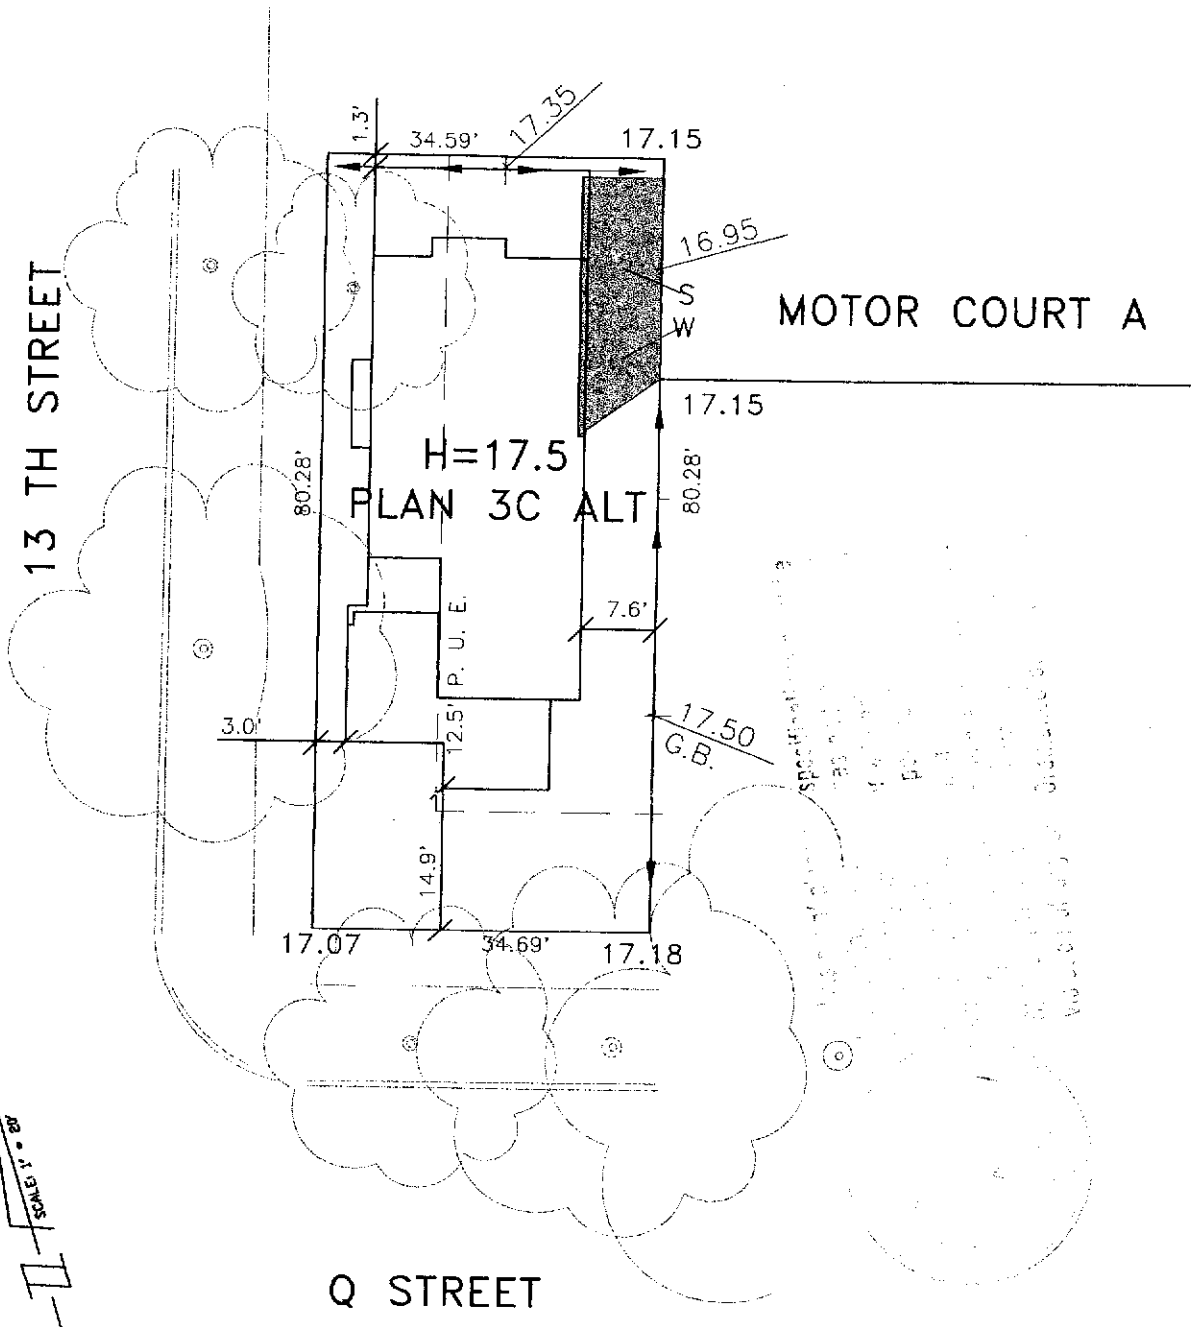 1.3'
34.59'
17.35
17.15
16.95
S
W
MOTOR COURT A
13 TH STREET
17.15
H=17.5
PLAN 3C ALT
80.28'
80.28'
7.6'
P. U. E.
12.5'
3.0'
17.50
G.B.
14.9'
17.07
34.69'
17.18
SCALE: 1" = 20'
Q STREET